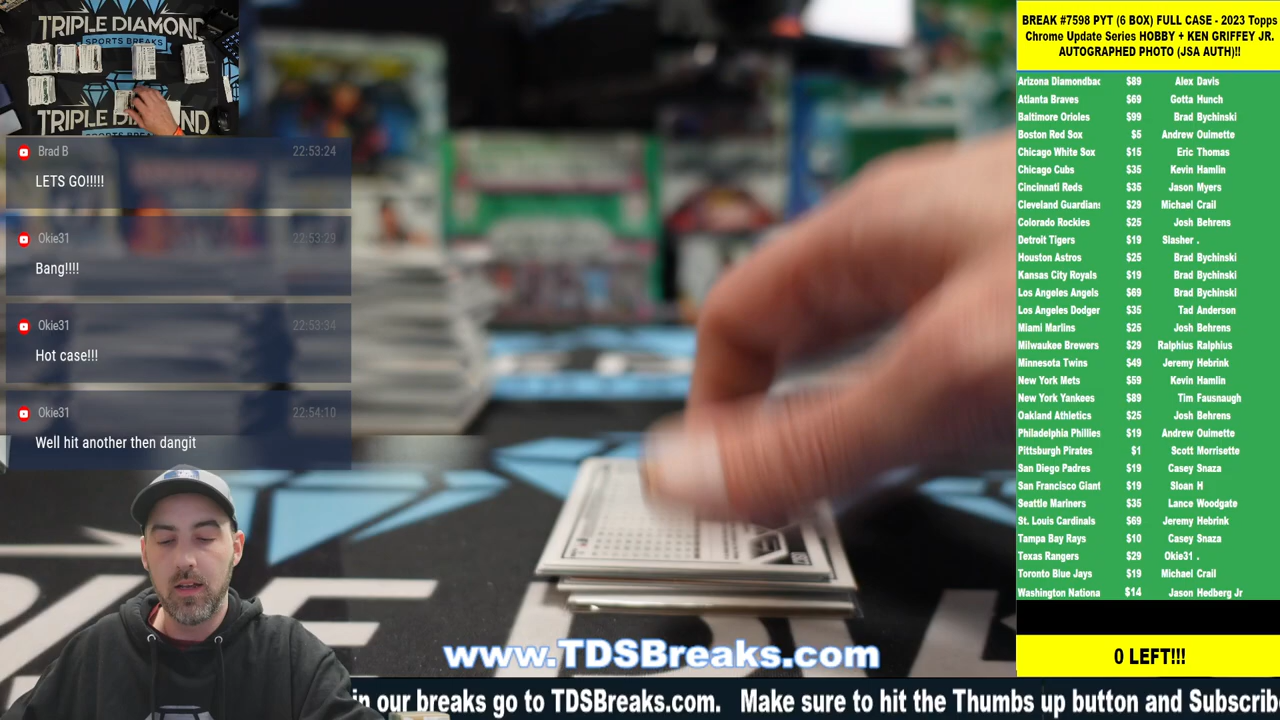 TRIPLE DIAMOND
SPORTS BREAKS
TRIPLE DIAMOND
SPORTS BREAKS
Brad B 22:53:24
LETS GO!!!!!
Okie31 22:53:29
Bang!!!!
Okie31 22:53:34
Hot case!!!
Okie31 22:54:10
Well hit another then dangit
www.TDSBreaks.com
in our breaks go to TDSBreaks.com. Make sure to hit the Thumbs up button and Subscrib
BREAK #7598 PYT (6 BOX) FULL CASE - 2023 Topps
Chrome Update Series HOBBY + KEN GRIFFEY JR.
AUTOGRAPHED PHOTO (JSA AUTH)!!
Arizona Diamondbac $89 Alex Davis
Atlanta Braves $69 Gotta Hunch
Baltimore Orioles $99 Brad Bychinski
Boston Red Sox $5 Andrew Ouimette
Chicago White Sox $15 Eric Thomas
Chicago Cubs $35 Kevin Hamlin
Cincinnati Reds $35 Jason Myers
Cleveland Guardians $29 Michael Crail
Colorado Rockies $25 Josh Behrens
Detroit Tigers $19 Slasher .
Houston Astros $25 Brad Bychinski
Kansas City Royals $19 Brad Bychinski
Los Angeles Angels $69 Brad Bychinski
Los Angeles Dodger $35 Tad Anderson
Miami Marlins $25 Josh Behrens
Milwaukee Brewers $29 Ralphius Ralphius
Minnesota Twins $49 Jeremy Hebrink
New York Mets $59 Kevin Hamlin
New York Yankees $89 Tim Fausnaugh
Oakland Athletics $25 Josh Behrens
Philadelphia Phillies $19 Andrew Ouimette
Pittsburgh Pirates $1 Scott Morrisette
San Diego Padres $19 Casey Snaza
San Francisco Giant $19 Sloan H
Seattle Mariners $35 Lance Woodgate
St. Louis Cardinals $69 Jeremy Hebrink
Tampa Bay Rays $10 Casey Snaza
Texas Rangers $29 Okie31 .
Toronto Blue Jays $19 Michael Crail
Washington Nationa $14 Jason Hedberg Jr
0 LEFT!!!